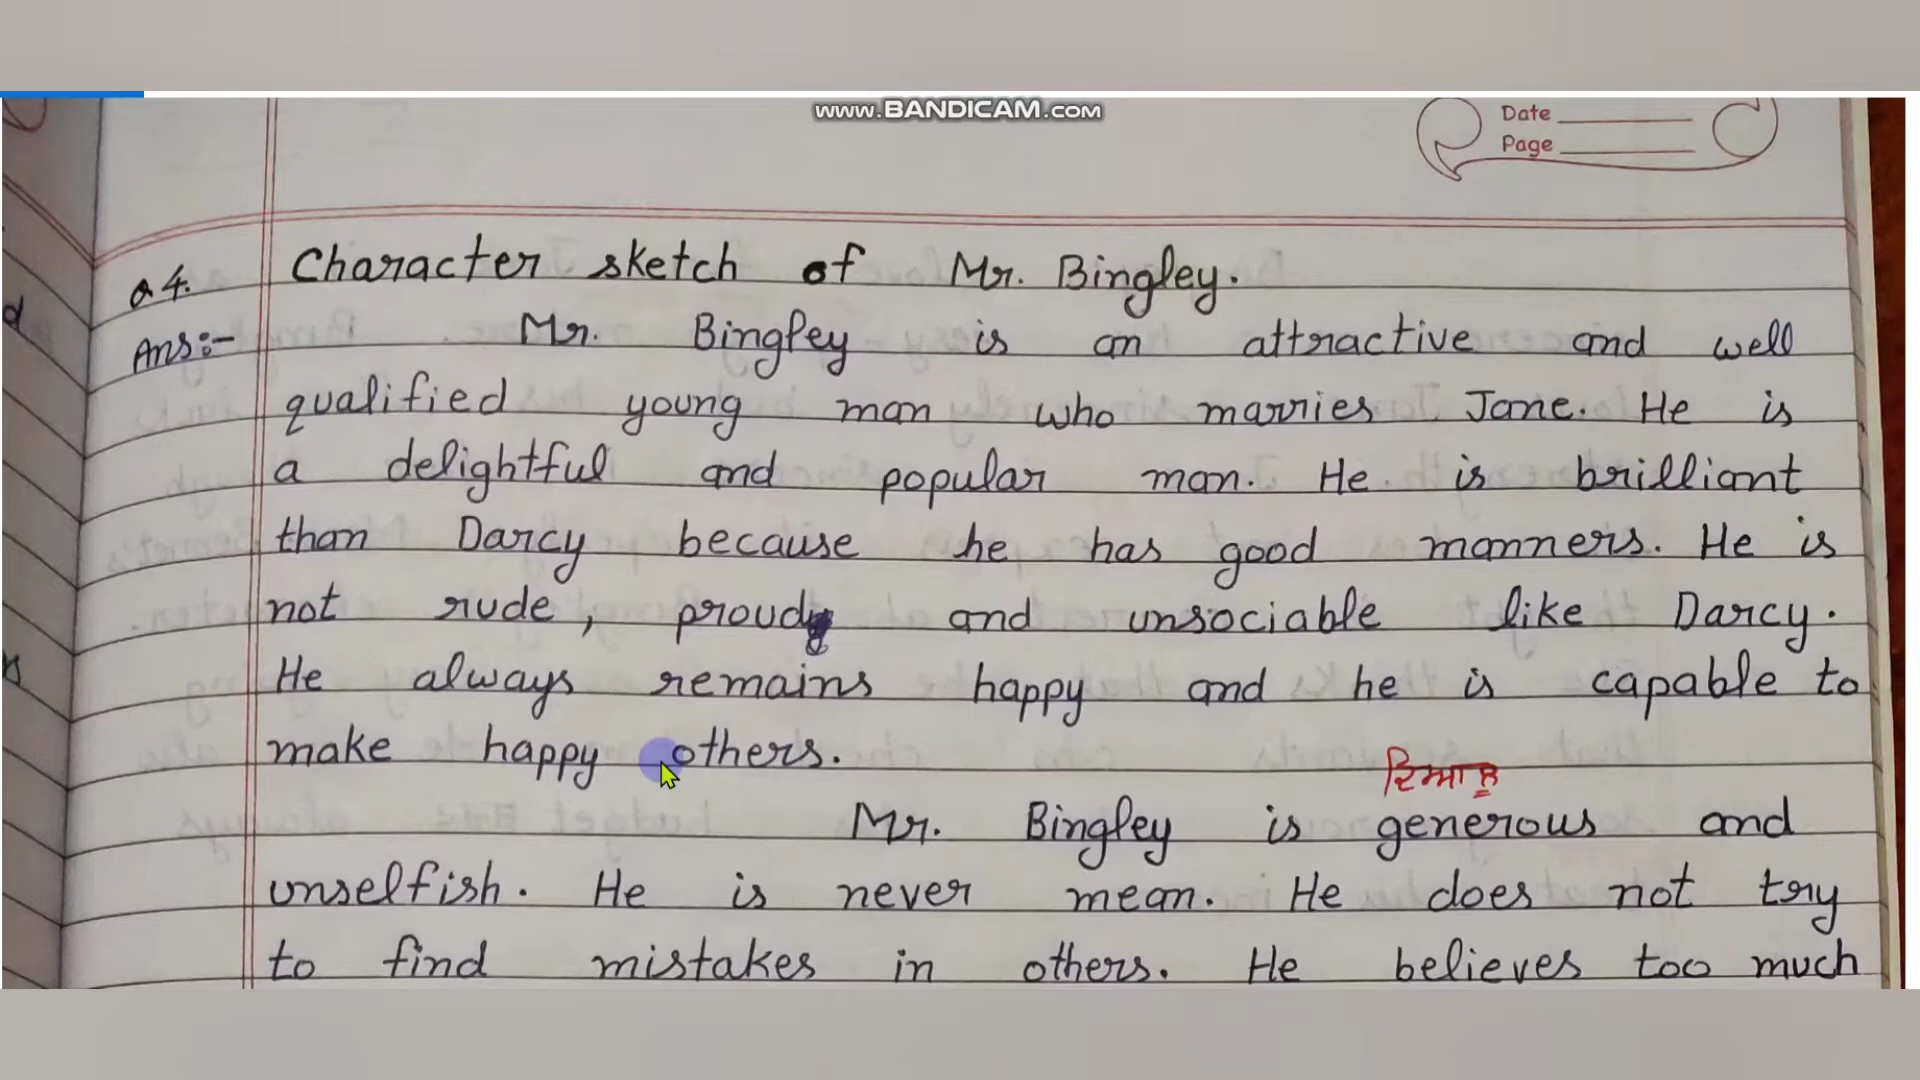 www.BANDICAM.com
Date
Page
Q4. Character sketch of Mr. Bingley.
Ans:- Mr. Bingley is an attractive and well
qualified young man who marries Jane. He is
a delightful and popular man. He is brilliant
than Darcy because he has good manners. He is
not rude, proud and unsociable like Darcy.
He always remains happy and he is capable to
make happy others.
ਦਿਆਲੂ
Mr. Bingley is generous and
unselfish. He is never mean. He does not try
to find mistakes in others. He believes too much